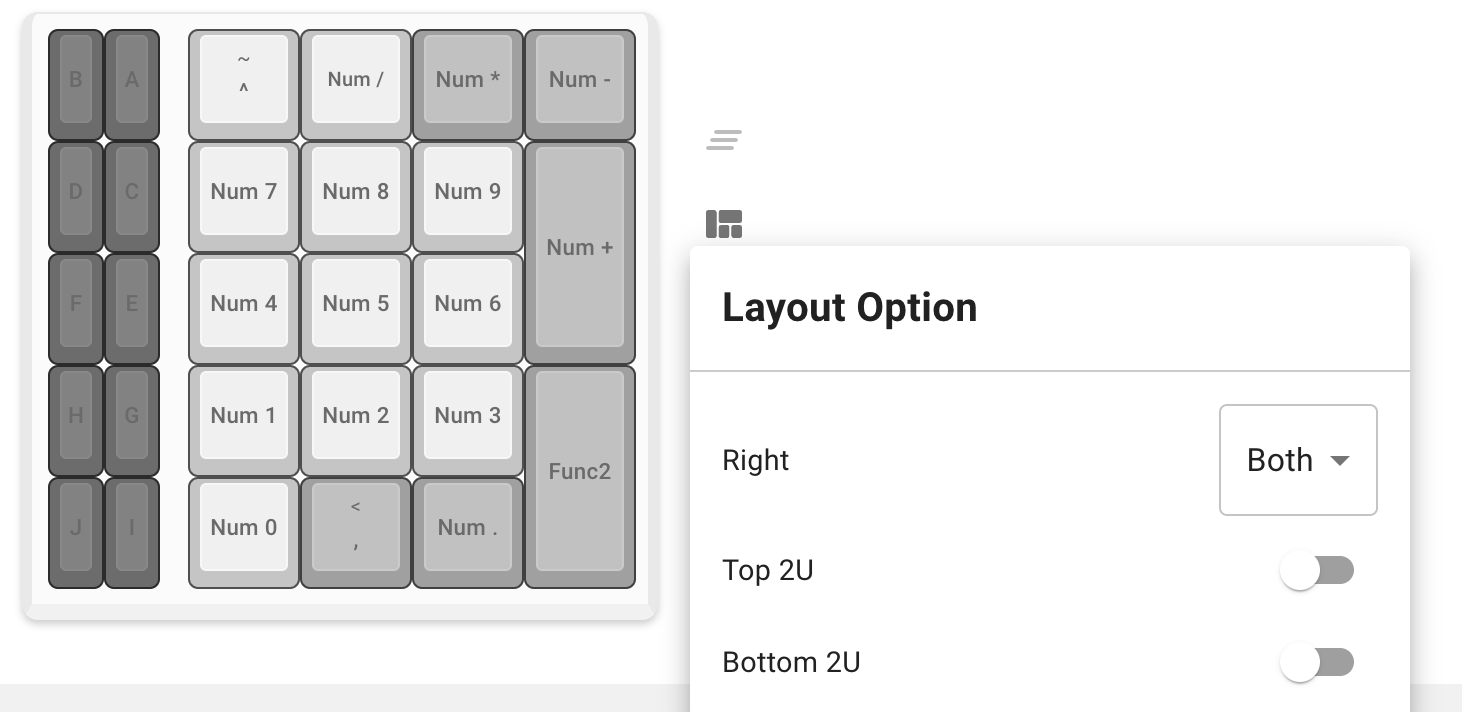 B A ~ Num / Num * Num -
^
D C Num 7 Num 8 Num 9
Num +
F E Num 4 Num 5 Num 6
H G Num 1 Num 2 Num 3
Func2
J I Num 0 < Num .
,
Layout Option
Right Both
Top 2U
Bottom 2U